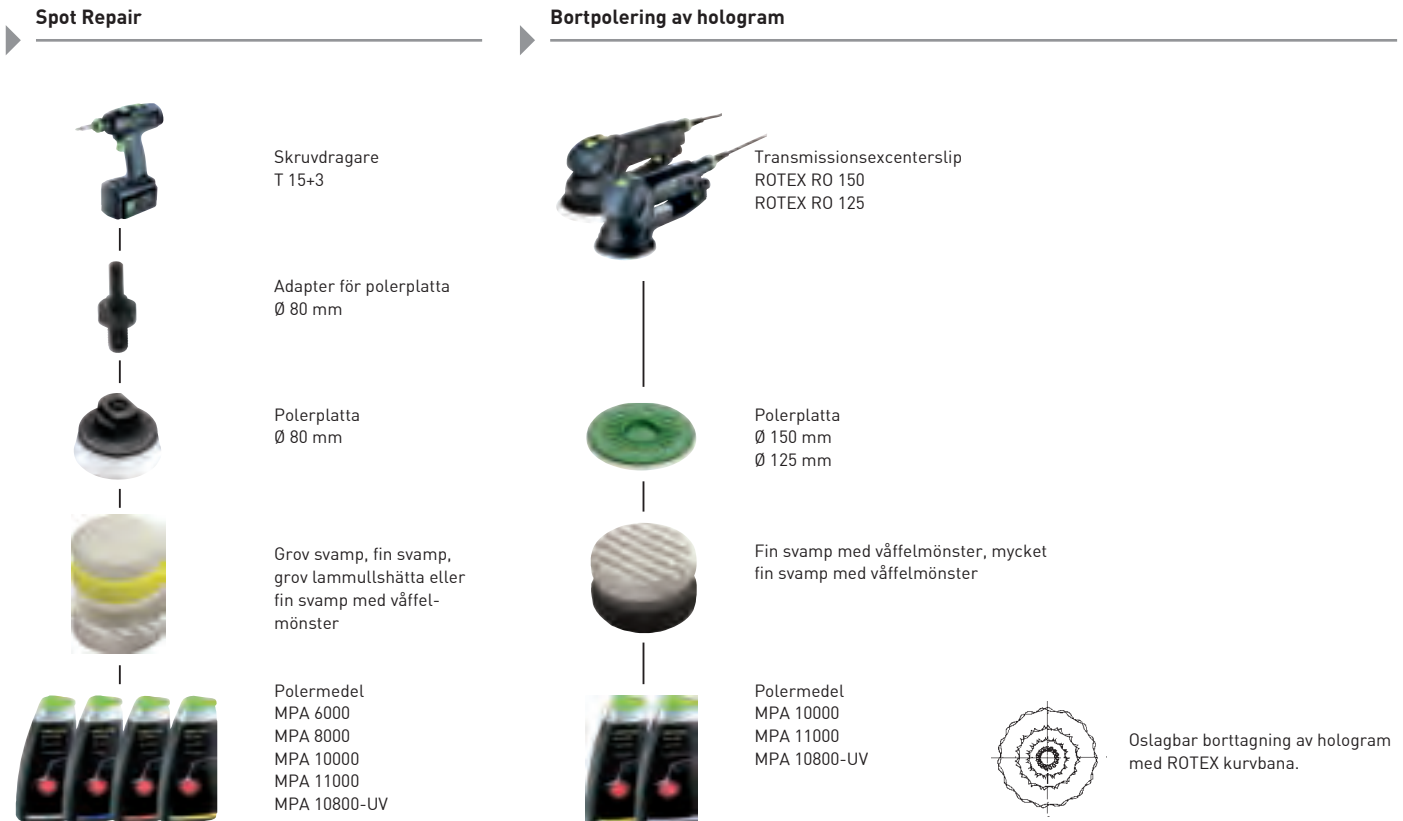 Spot Repair
Skruvdragare
T 15+3
Adapter för polerplatta
Ø 80 mm
Polerplatta
Ø 80 mm
Grov svamp, fin svamp,
grov lammullshätta eller
fin svamp med våffel-
mönster
Polermedel
MPA 6000
MPA 8000
MPA 10000
MPA 11000
MPA 10800-UV
Bortpolering av hologram
Transmissionsexcenterslip
ROTEX RO 150
ROTEX RO 125
Polerplatta
Ø 150 mm
Ø 125 mm
Fin svamp med våffelmönster, mycket
fin svamp med våffelmönster
Polermedel
MPA 10000
MPA 11000
MPA 10800-UV
Oslagbar borttagning av hologram
med ROTEX kurvbana.